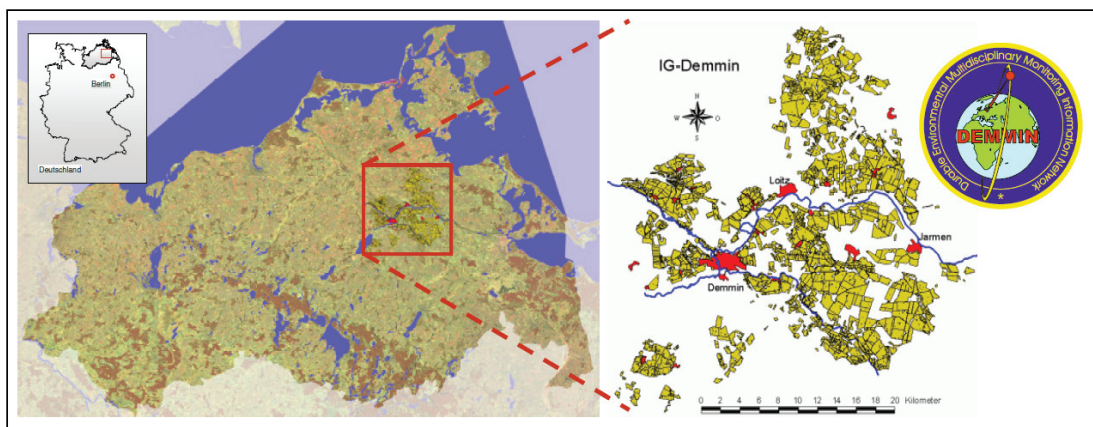 Berlin
Deutschland
IG-Demmin
N
W O
S
Loitz
Jarmen
Demmin
0 2 4 6 8 10 12 14 16 18 20 Kilometer
Durable Environmental Multidisciplinary Monitoring Information Network
DEMMIN
*